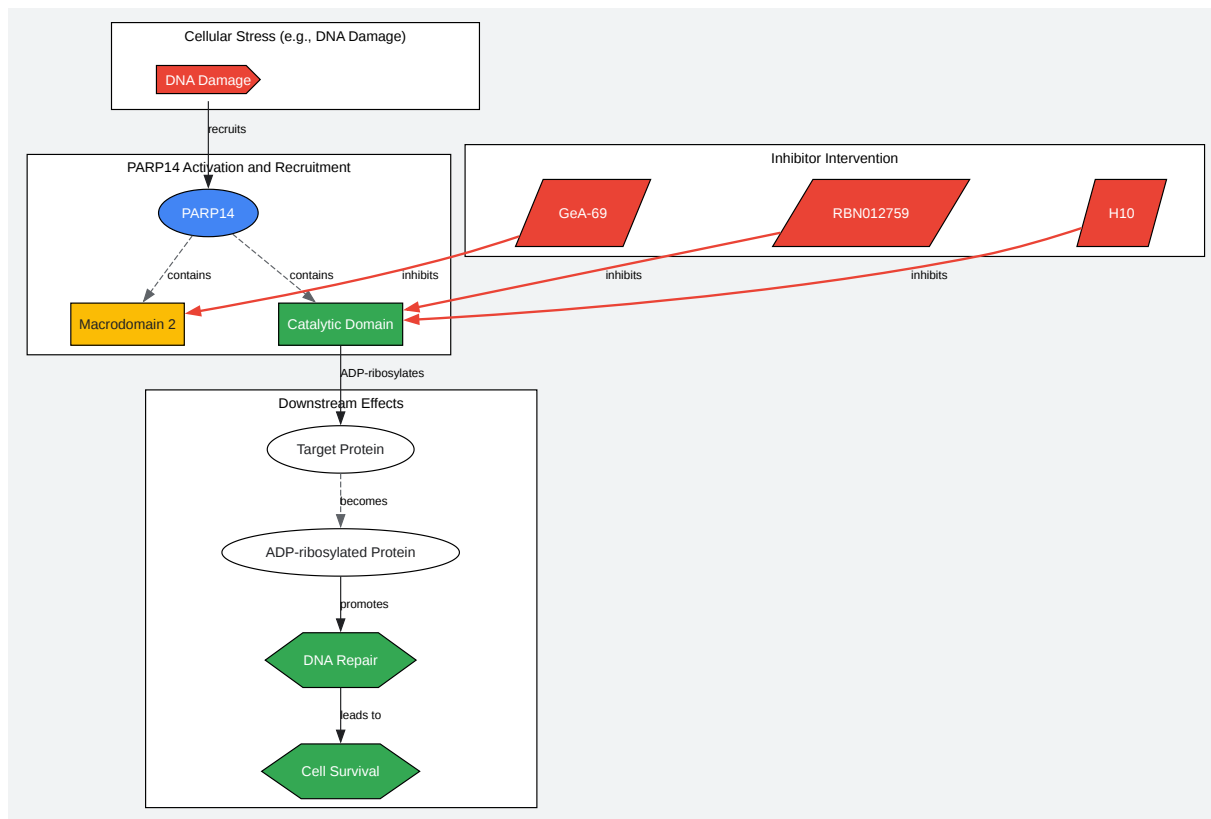 Cellular Stress (e.g., DNA Damage)
DNA Damage
recruits
PARP14 Activation and Recruitment
Inhibitor Intervention
PARP14
GeA-69
RBN012759
H10
contains
contains
inhibits
inhibits
inhibits
Macrodomain 2
Catalytic Domain
ADP-ribosylates
Downstream Effects
Target Protein
becomes
ADP-ribosylated Protein
promotes
DNA Repair
leads to
Cell Survival